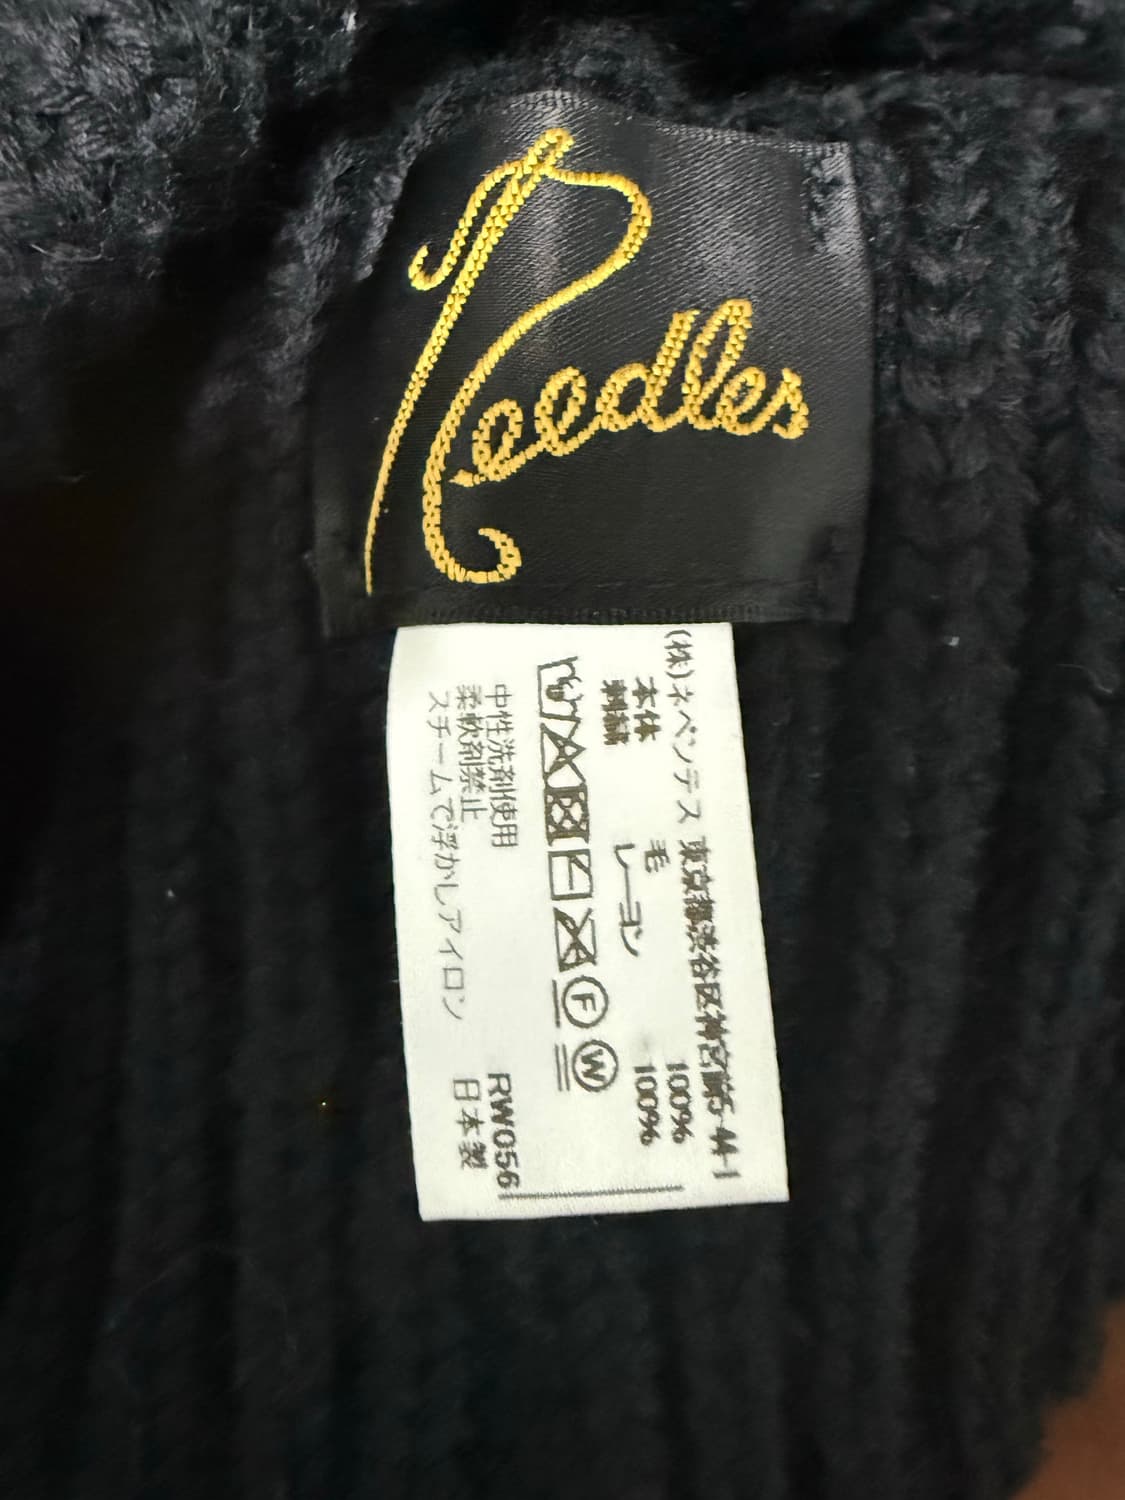 Needles
(株)ネペンテス 東京都渋谷区神宮前5-44-1
本体 毛 100%
刺繍 レーヨン 100%
F W
中性洗剤使用
柔軟剤禁止
スチームで浮かしアイロン
RW056
日本製